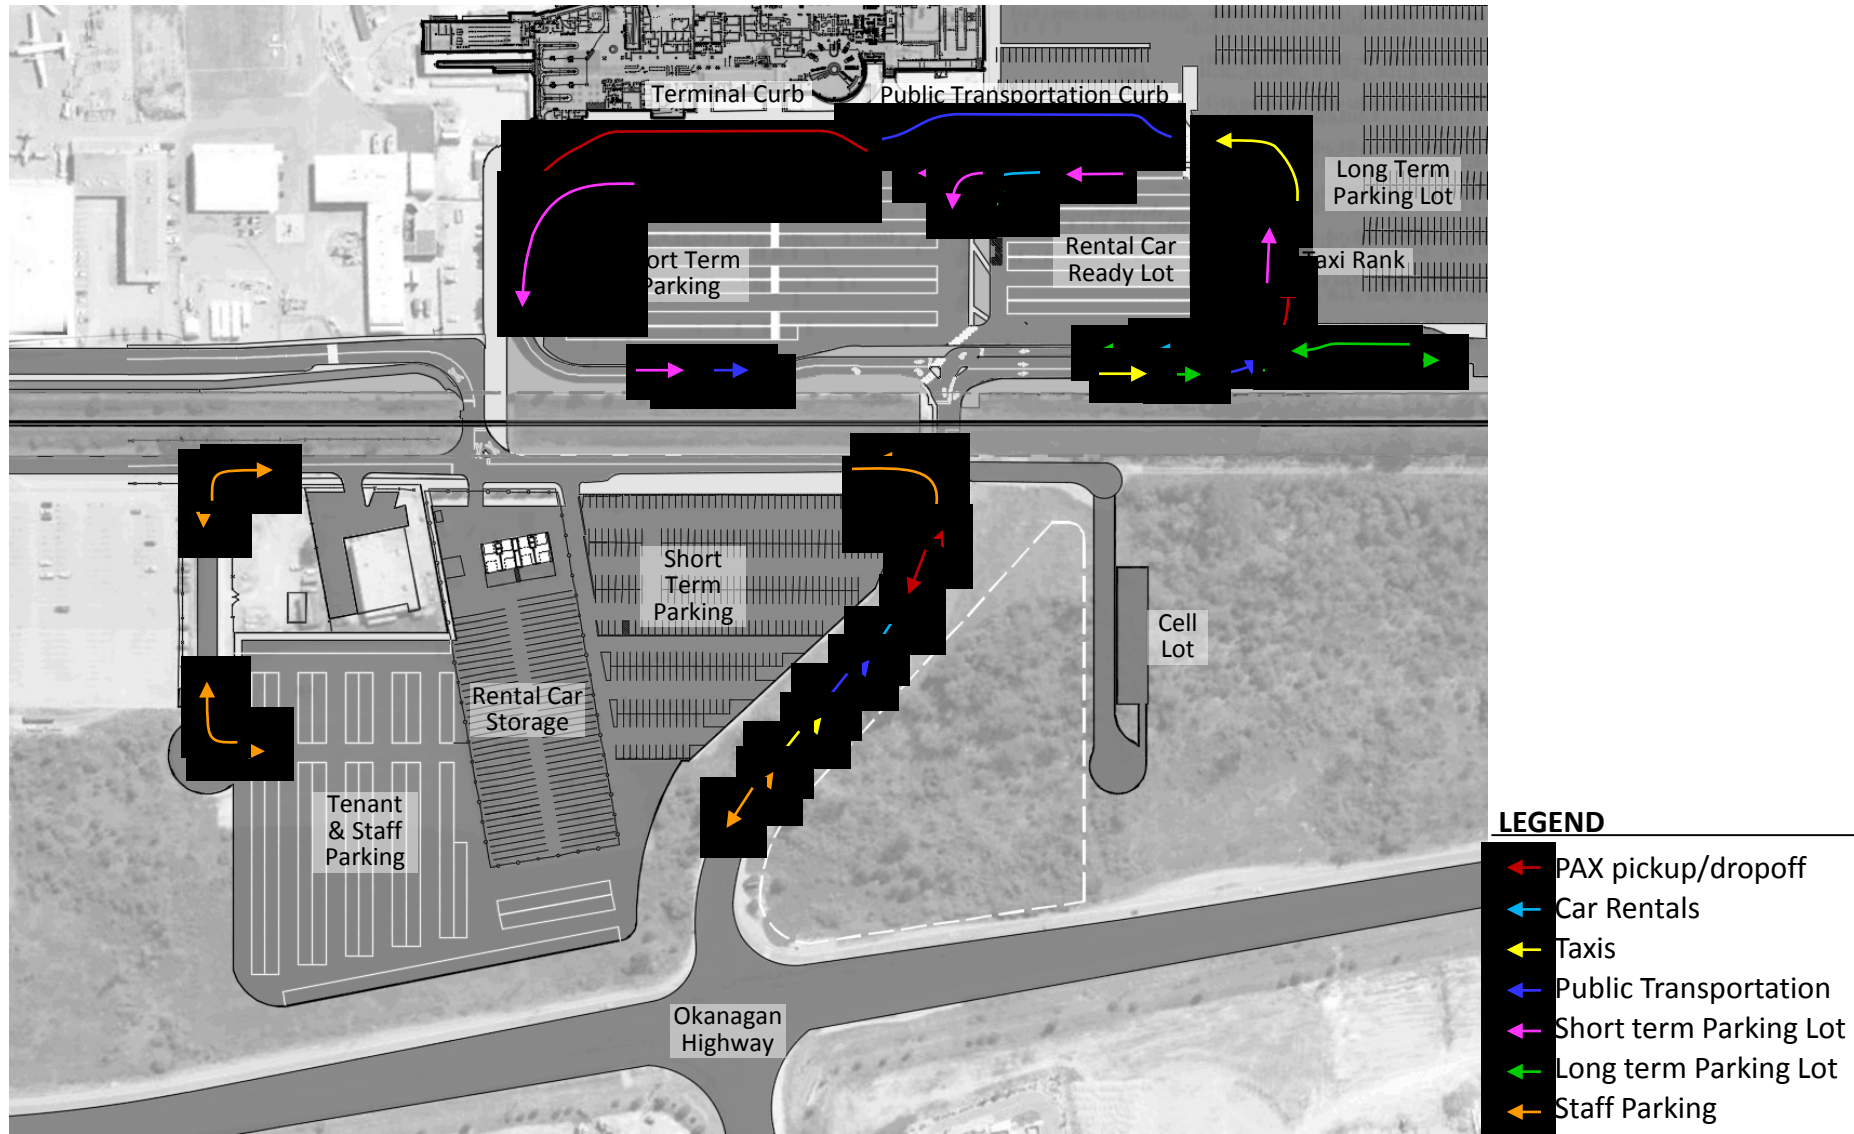 Terminal Curb
Public Transportation Curb
Long Term
Parking Lot
ort Term
Parking
Rental Car
Ready Lot
Taxi Rank
Short
Term
Parking
Cell
Lot
Rental Car
Storage
Tenant
& Staff
Parking
Okanagan
Highway
LEGEND
PAX pickup/dropoff
Car Rentals
Taxis
Public Transportation
Short term Parking Lot
Long term Parking Lot
Staff Parking